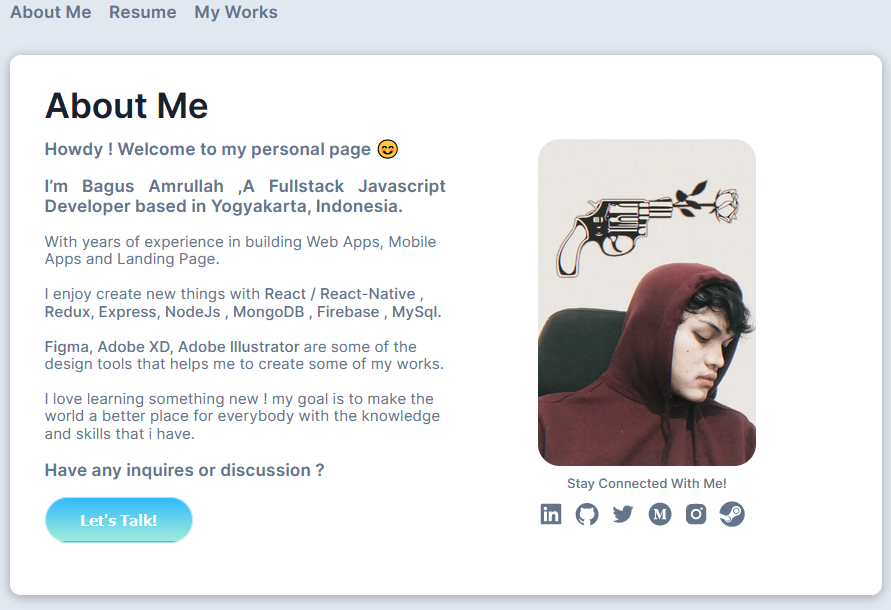 About Me Resume My Works
About Me
Howdy ! Welcome to my personal page 😊
I'm Bagus Amrullah ,A Fullstack Javascript
Developer based in Yogyakarta, Indonesia.
With years of experience in building Web Apps, Mobile
Apps and Landing Page.
I enjoy create new things with React / React-Native ,
Redux, Express, NodeJs , MongoDB , Firebase , MySql.
Figma, Adobe XD, Adobe Illustrator are some of the
design tools that helps me to create some of my works.
I love learning something new ! my goal is to make the
world a better place for everybody with the knowledge
and skills that i have.
Have any inquires or discussion ?
Let's Talk!
Stay Connected With Me!